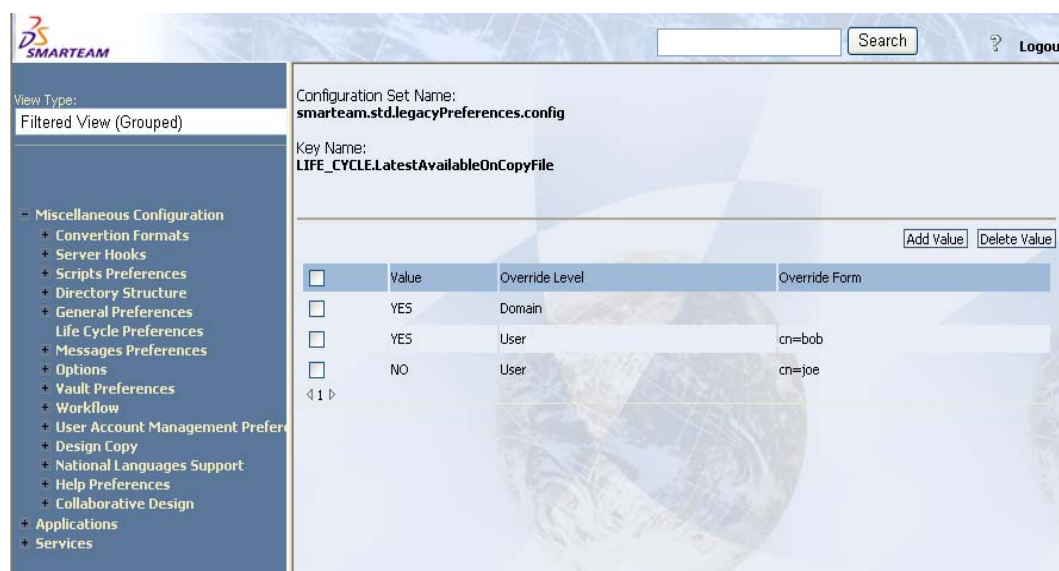 SMARTEAM
Search
? Logou
View Type:
Filtered View (Grouped)
Miscellaneous Configuration
Convertion Formats
Server Hooks
Scripts Preferences
Directory Structure
General Preferences
Life Cycle Preferences
Messages Preferences
Options
Vault Preferences
Workflow
User Account Management Prefer
Design Copy
National Languages Support
Help Preferences
Collaborative Design
Applications
Services
Configuration Set Name:
smarteam.std.legacyPreferences.config
Key Name:
LIFE_CYCLE.LatestAvailableOnCopyFile
Add Value Delete Value
Value Override Level Override Form
YES Domain
YES User cn=bob
NO User cn=joe
1